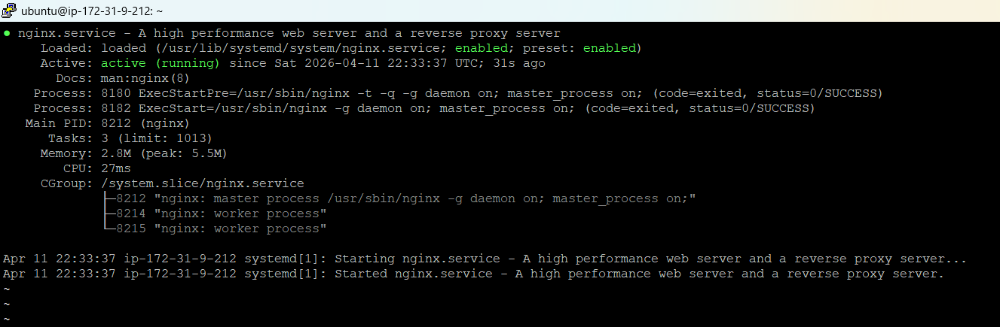 ubuntu@ip-172-31-9-212: ~
● nginx.service - A high performance web server and a reverse proxy server
     Loaded: loaded (/usr/lib/systemd/system/nginx.service; enabled; preset: enabled)
     Active: active (running) since Sat 2026-04-11 22:33:37 UTC; 31s ago
       Docs: man:nginx(8)
    Process: 8180 ExecStartPre=/usr/sbin/nginx -t -q -g daemon on; master_process on; (code=exited, status=0/SUCCESS)
    Process: 8182 ExecStart=/usr/sbin/nginx -g daemon on; master_process on; (code=exited, status=0/SUCCESS)
   Main PID: 8212 (nginx)
      Tasks: 3 (limit: 1013)
     Memory: 2.8M (peak: 5.5M)
        CPU: 27ms
     CGroup: /system.slice/nginx.service
             ├─8212 "nginx: master process /usr/sbin/nginx -g daemon on; master_process on;"
             ├─8214 "nginx: worker process"
             └─8215 "nginx: worker process"

Apr 11 22:33:37 ip-172-31-9-212 systemd[1]: Starting nginx.service - A high performance web server and a reverse proxy server...
Apr 11 22:33:37 ip-172-31-9-212 systemd[1]: Started nginx.service - A high performance web server and a reverse proxy server.
~
~
~